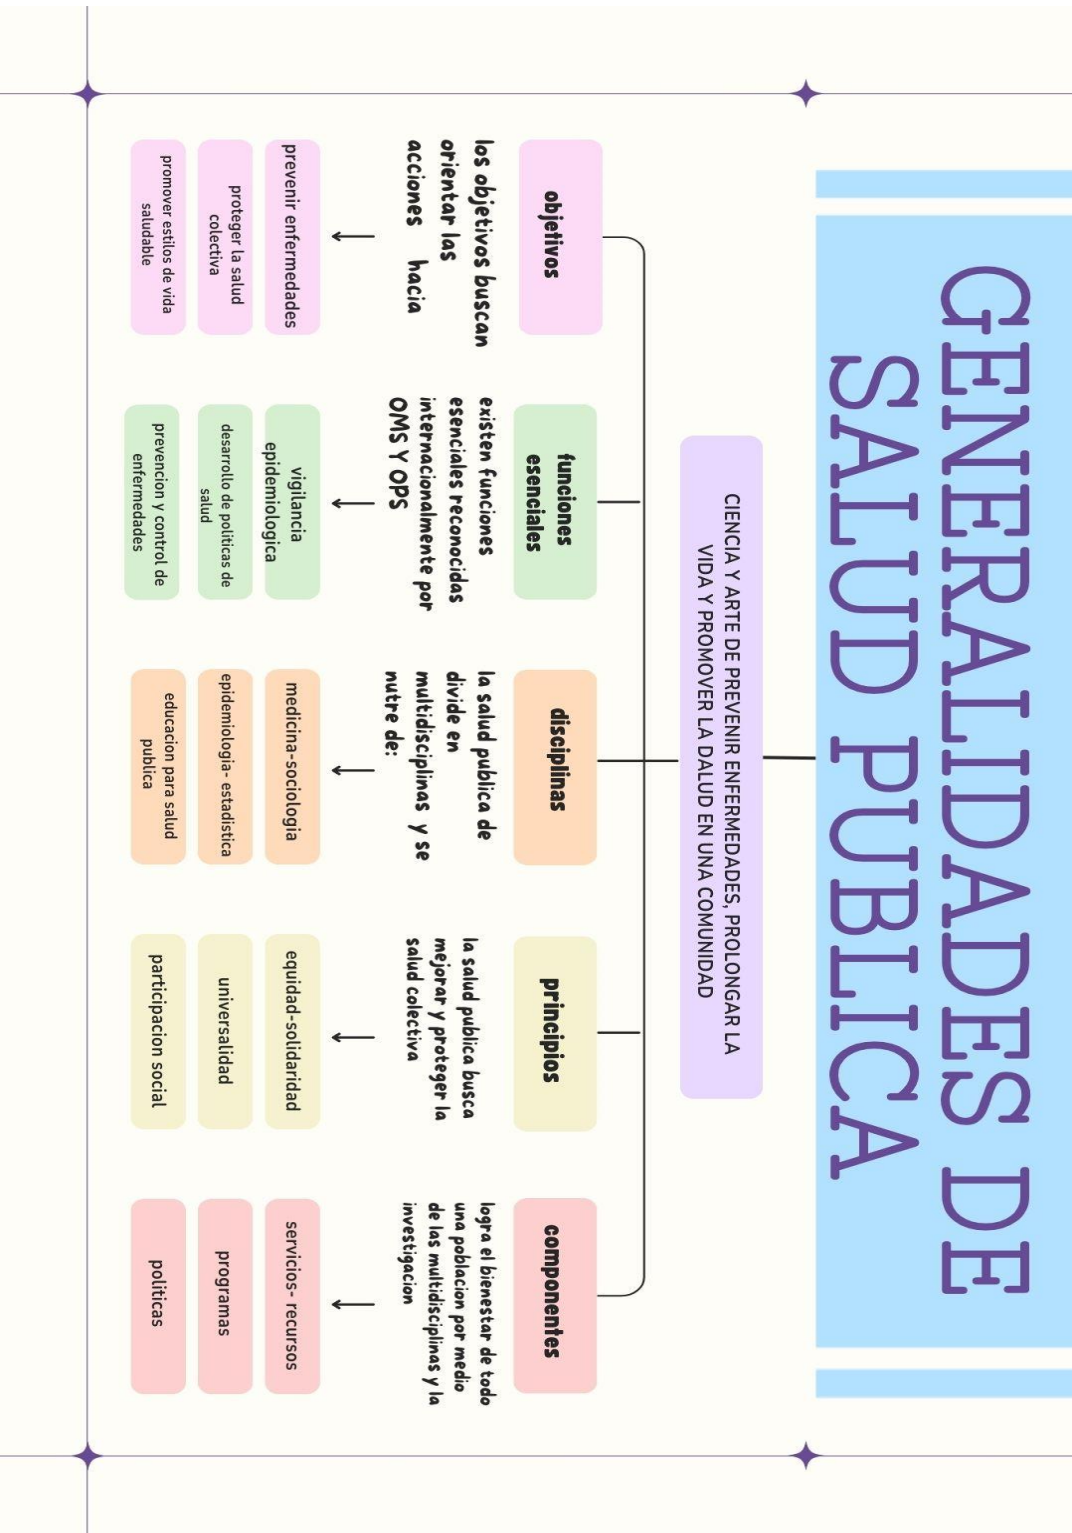 GENERALIDADES DE
SALUD PUBLICA
CIENCIA Y ARTE DE PREVENIR ENFERMEDADES, PROLONGAR LA
VIDA Y PROMOVER LA DALUD EN UNA COMUNIDAD
objetivos
los objetivos buscan
orientar las
acciones hacia
prevenir enfermedades
proteger la salud
colectiva
promover estilos de vida
saludable
funciones
esenciales
existen funciones
esenciales reconocidas
internacionalmente por
OMS Y OPS
vigilancia
epidemiologica
desarrollo de politicas de
salud
prevencion y control de
enfermedades
disciplinas
la salud publica de
divide en
multidisciplinas y se
nutre de:
medicina-sociologia
epidemiologia- estadistica
educacion para salud
publica
principios
la salud publica busca
mejorar y proteger la
salud colectiva
equidad-solidaridad
universalidad
participacion social
componentes
logra el bienestar de todo
una poblacion por medio
de las multidisciplinas y la
investigacion
servicios- recursos
programas
politicas